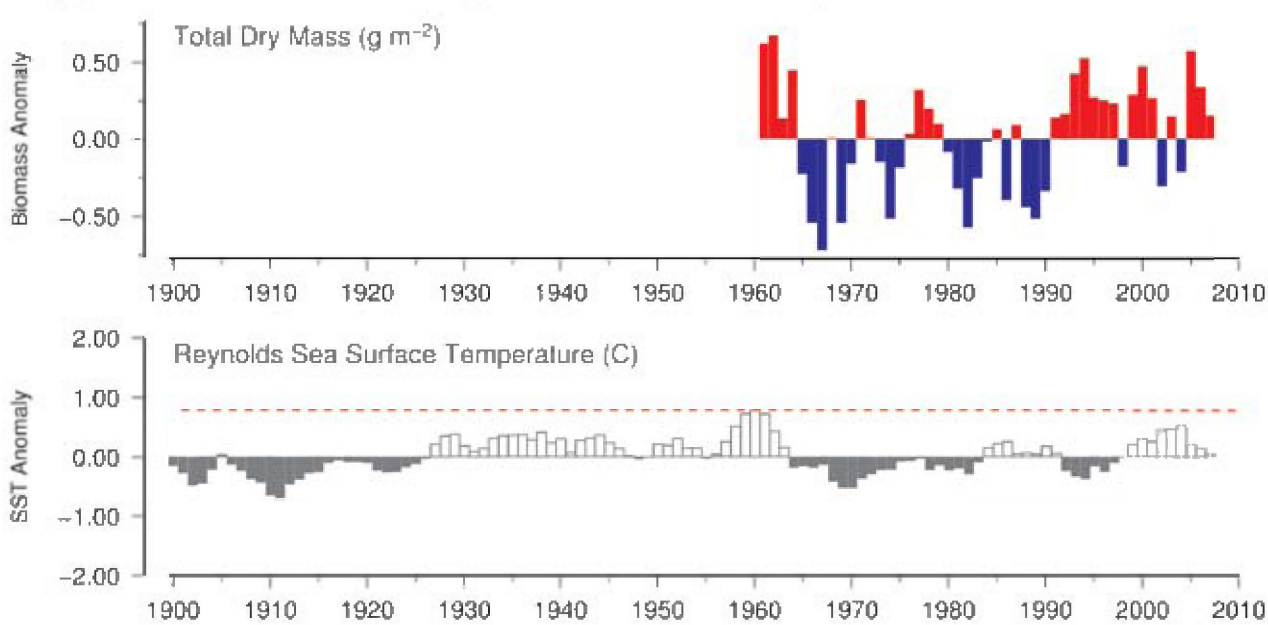 Total Dry Mass (g m−2)
Biomass Anomaly
0.50
0.00
−0.50
1900 1910 1920 1930 1940 1950 1960 1970 1980 1990 2000 2010
2.00
Reynolds Sea Surface Temperature (C)
SST Anomaly
1.00
0.00
−1.00
−2.00
1900 1910 1920 1930 1940 1950 1960 1970 1980 1990 2000 2010